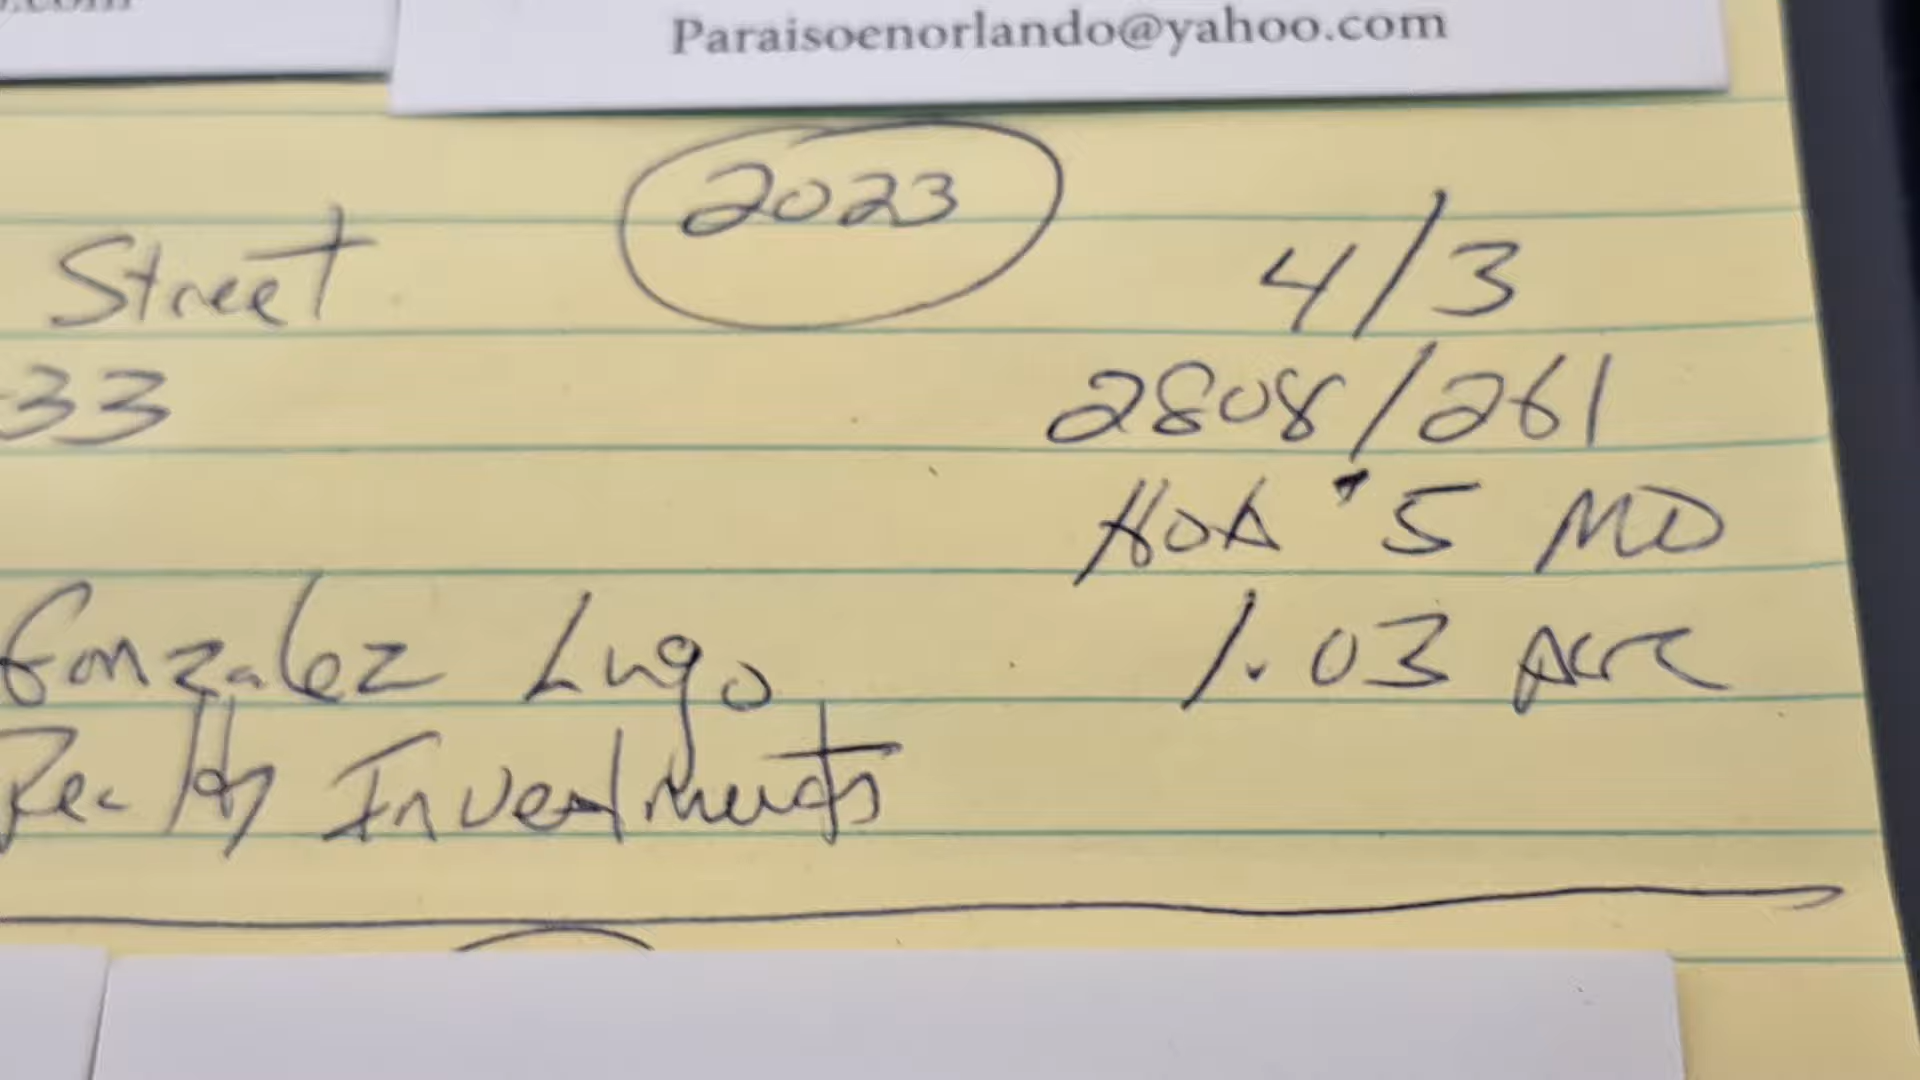 Paraisoenorlando@yahoo.com
2023
Street
4/3
33
2808/261
HOA $5 MO
Gonzalez Lugo
1.03 Acre
Realty Investments